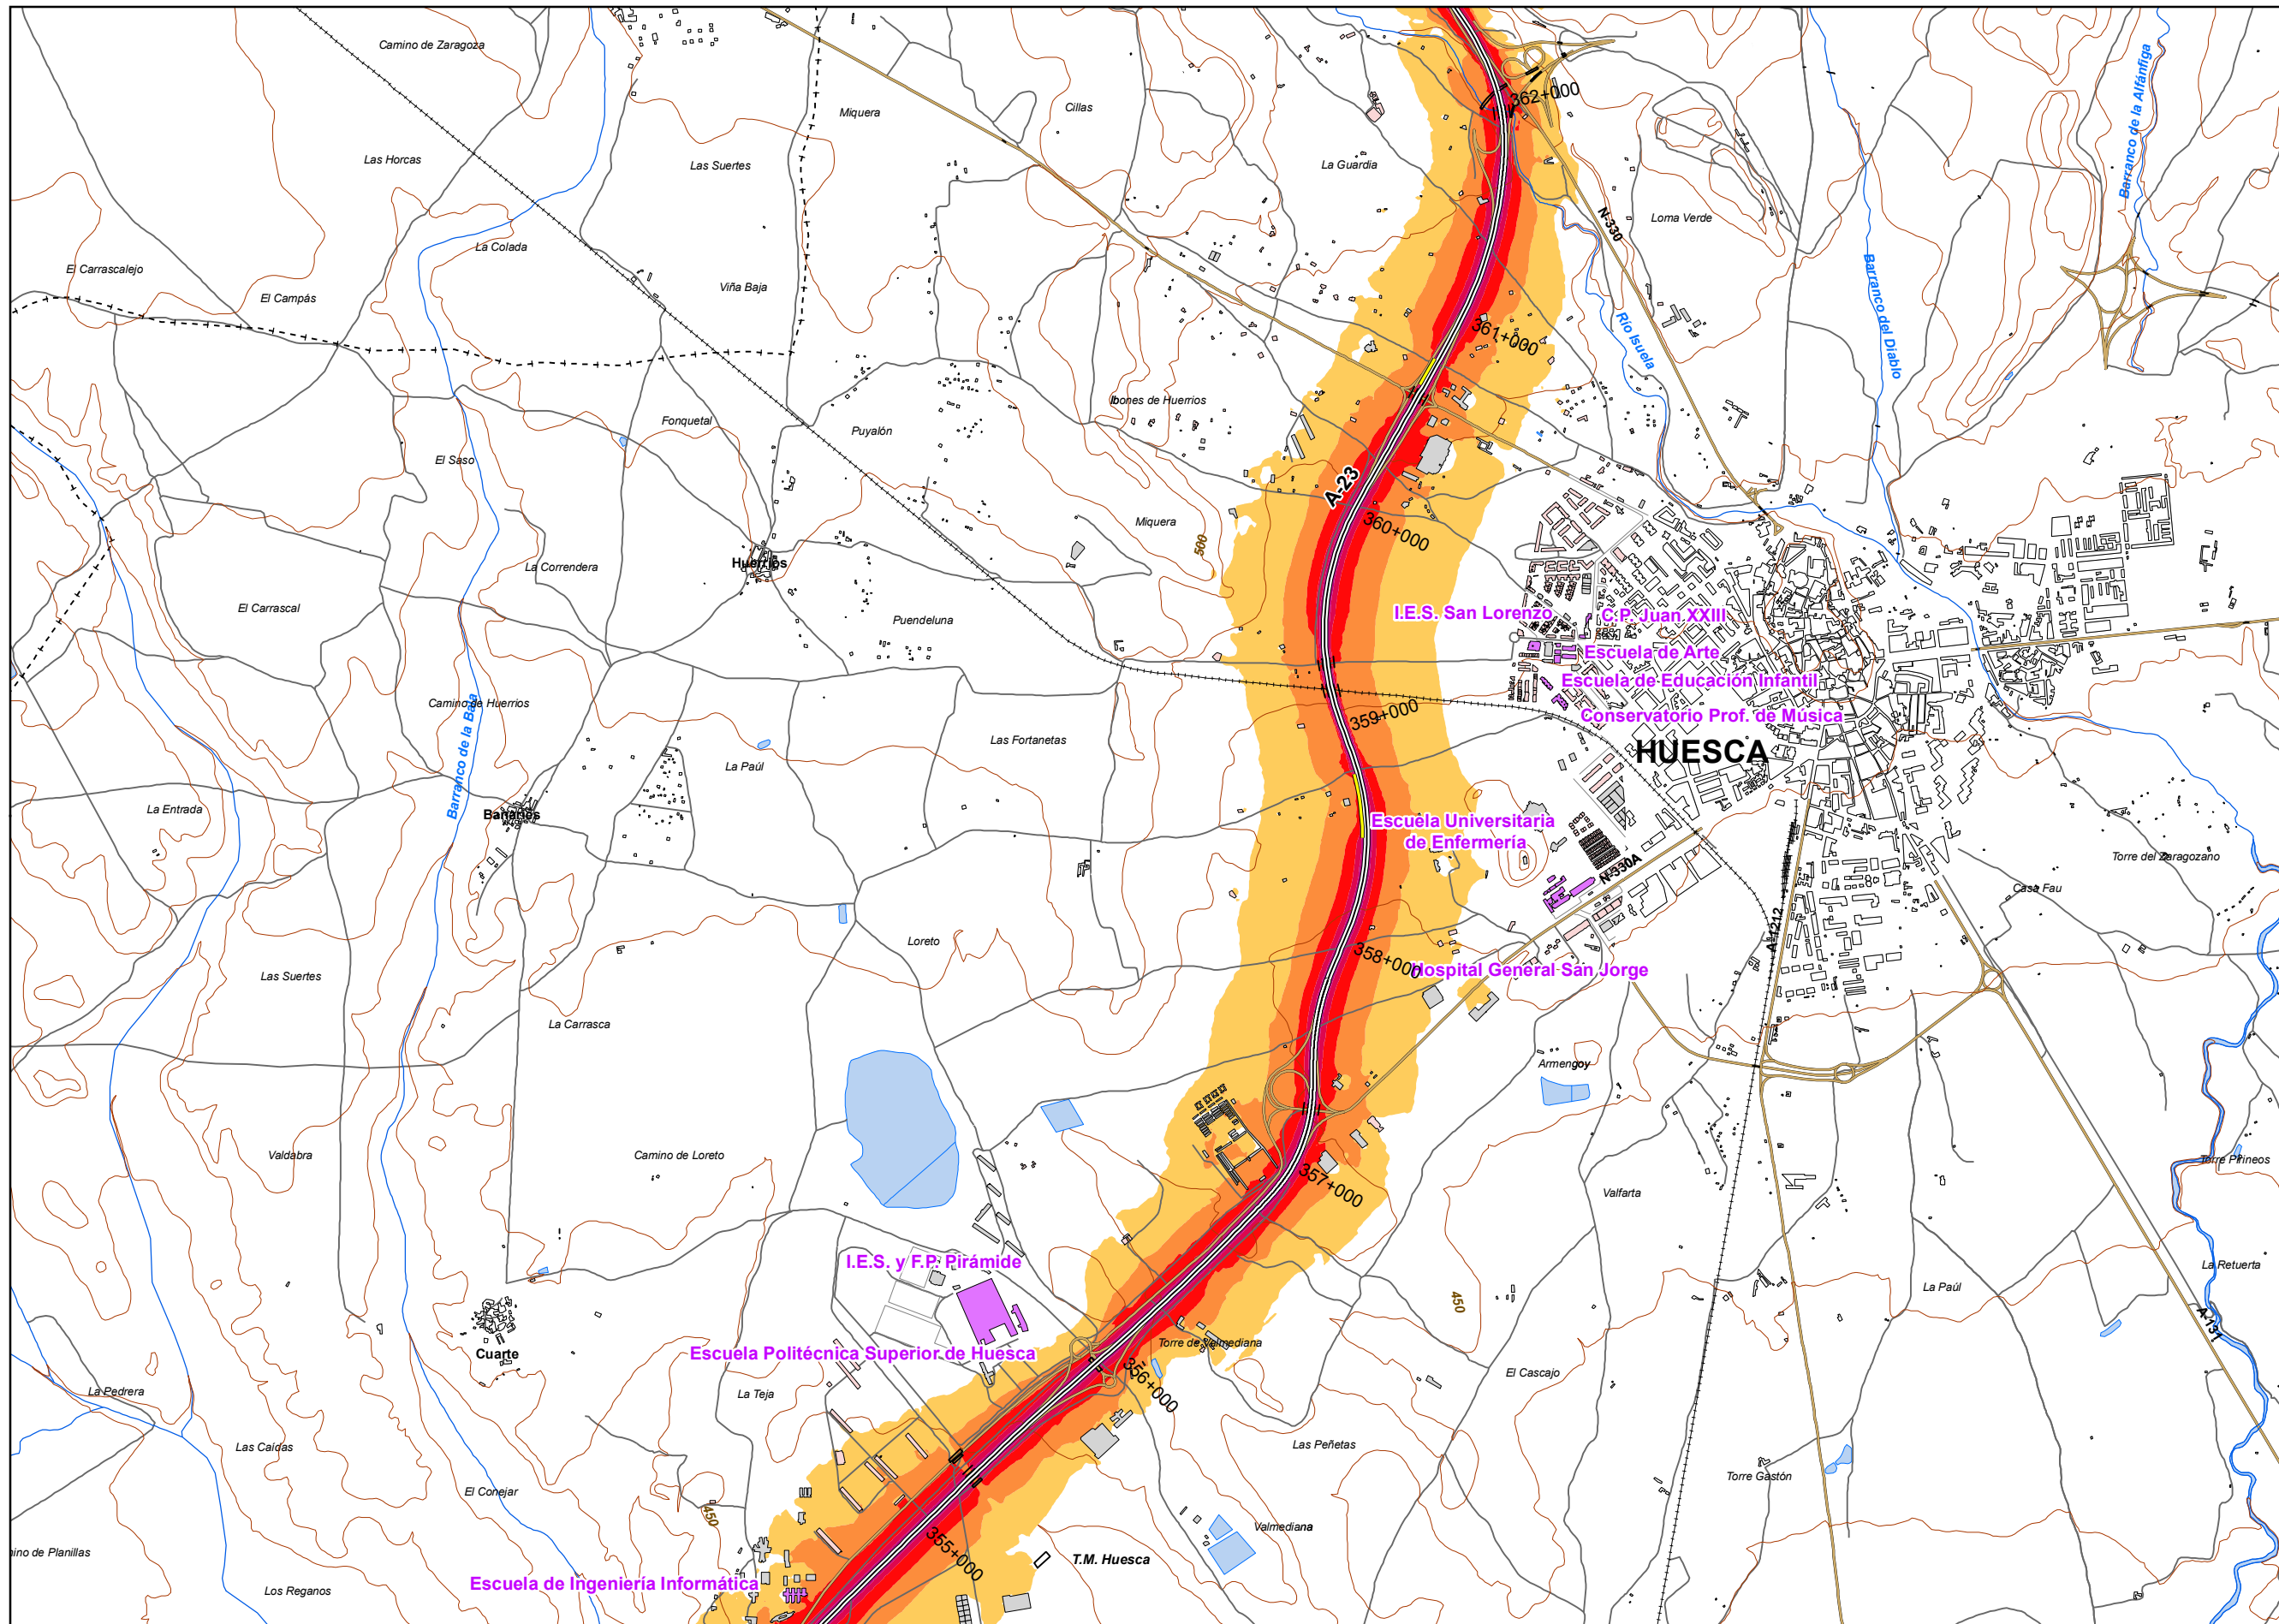 Camino de Zaragoza
Miquera
Cillas
362+000
Barranco de la Alfánfiga
Las Horcas
Las Suertes
La Guardia
N-330
Loma Verde
La Colada
El Carrascalejo
El Campás
Viña Baja
Barranco del Diablo
Río Isuela
361+000
Ibones de Huerrios
Fonquetal
Puyalón
El Saso
A-23
Miquera
500
360+000
Huerrios
La Correndera
El Carrascal
Puendeluna
I.E.S. San Lorenzo
C.P. Juan XXIII
Escuela de Arte
Escuela de Educación Infantil
Camino de Huerrios
Barranco de la Bala
359+000
Conservatorio Prof. de Música
Las Fortanetas
HUESCA
La Paúl
La Entrada
Banariés
Escuela Universitaria
de Enfermería
N-330A
Torre del Zaragozano
Casa Fau
A-1212
Loreto
358+000
Hospital General San Jorge
Las Suertes
La Carrasca
Armengoy
Valdabra
Camino de Loreto
357+000
Valfarta
Torre Pirineos
I.E.S. y F.P. Pirámide
La Retuerta
La Paúl
450
A-131
Cuarte
Escuela Politécnica Superior de Huesca
Torre de Valmediana
356+000
El Cascajo
La Pedrera
La Teja
Las Caídas
Las Peñetas
Torre Gastón
El Conejar
450
355+000
Valmediana
ino de Planillas
T.M. Huesca
Escuela de Ingeniería Informática
Los Reganos